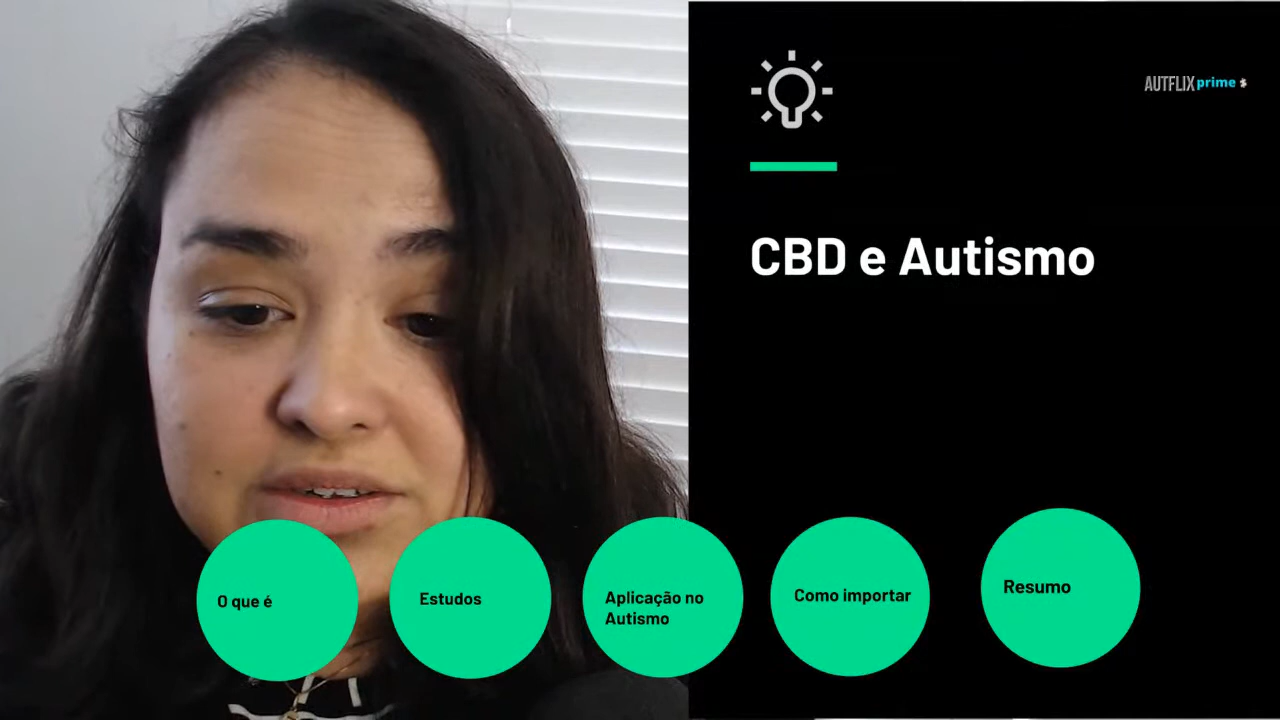 AUTFLIX prime
CBD e Autismo
O que é
Estudos
Aplicação no
Autismo
Como importar
Resumo